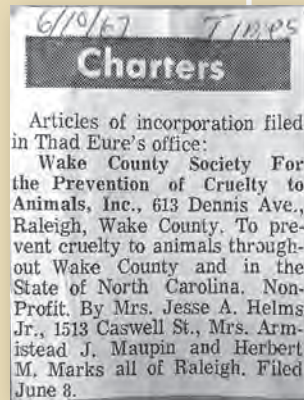 6/10/67 Times
Charters
Articles of incorporation filed
in Thad Eure's office:
Wake County Society For
the Prevention of Cruelty to
Animals, Inc., 613 Dennis Ave.,
Raleigh, Wake County. To pre-
vent cruelty to animals through-
out Wake County and in the
State of North Carolina. Non-
Profit. By Mrs. Jesse A. Helms
Jr., 1513 Caswell St., Mrs. Arm-
istead J. Maupin and Herbert
M. Marks all of Raleigh. Filed
June 8.